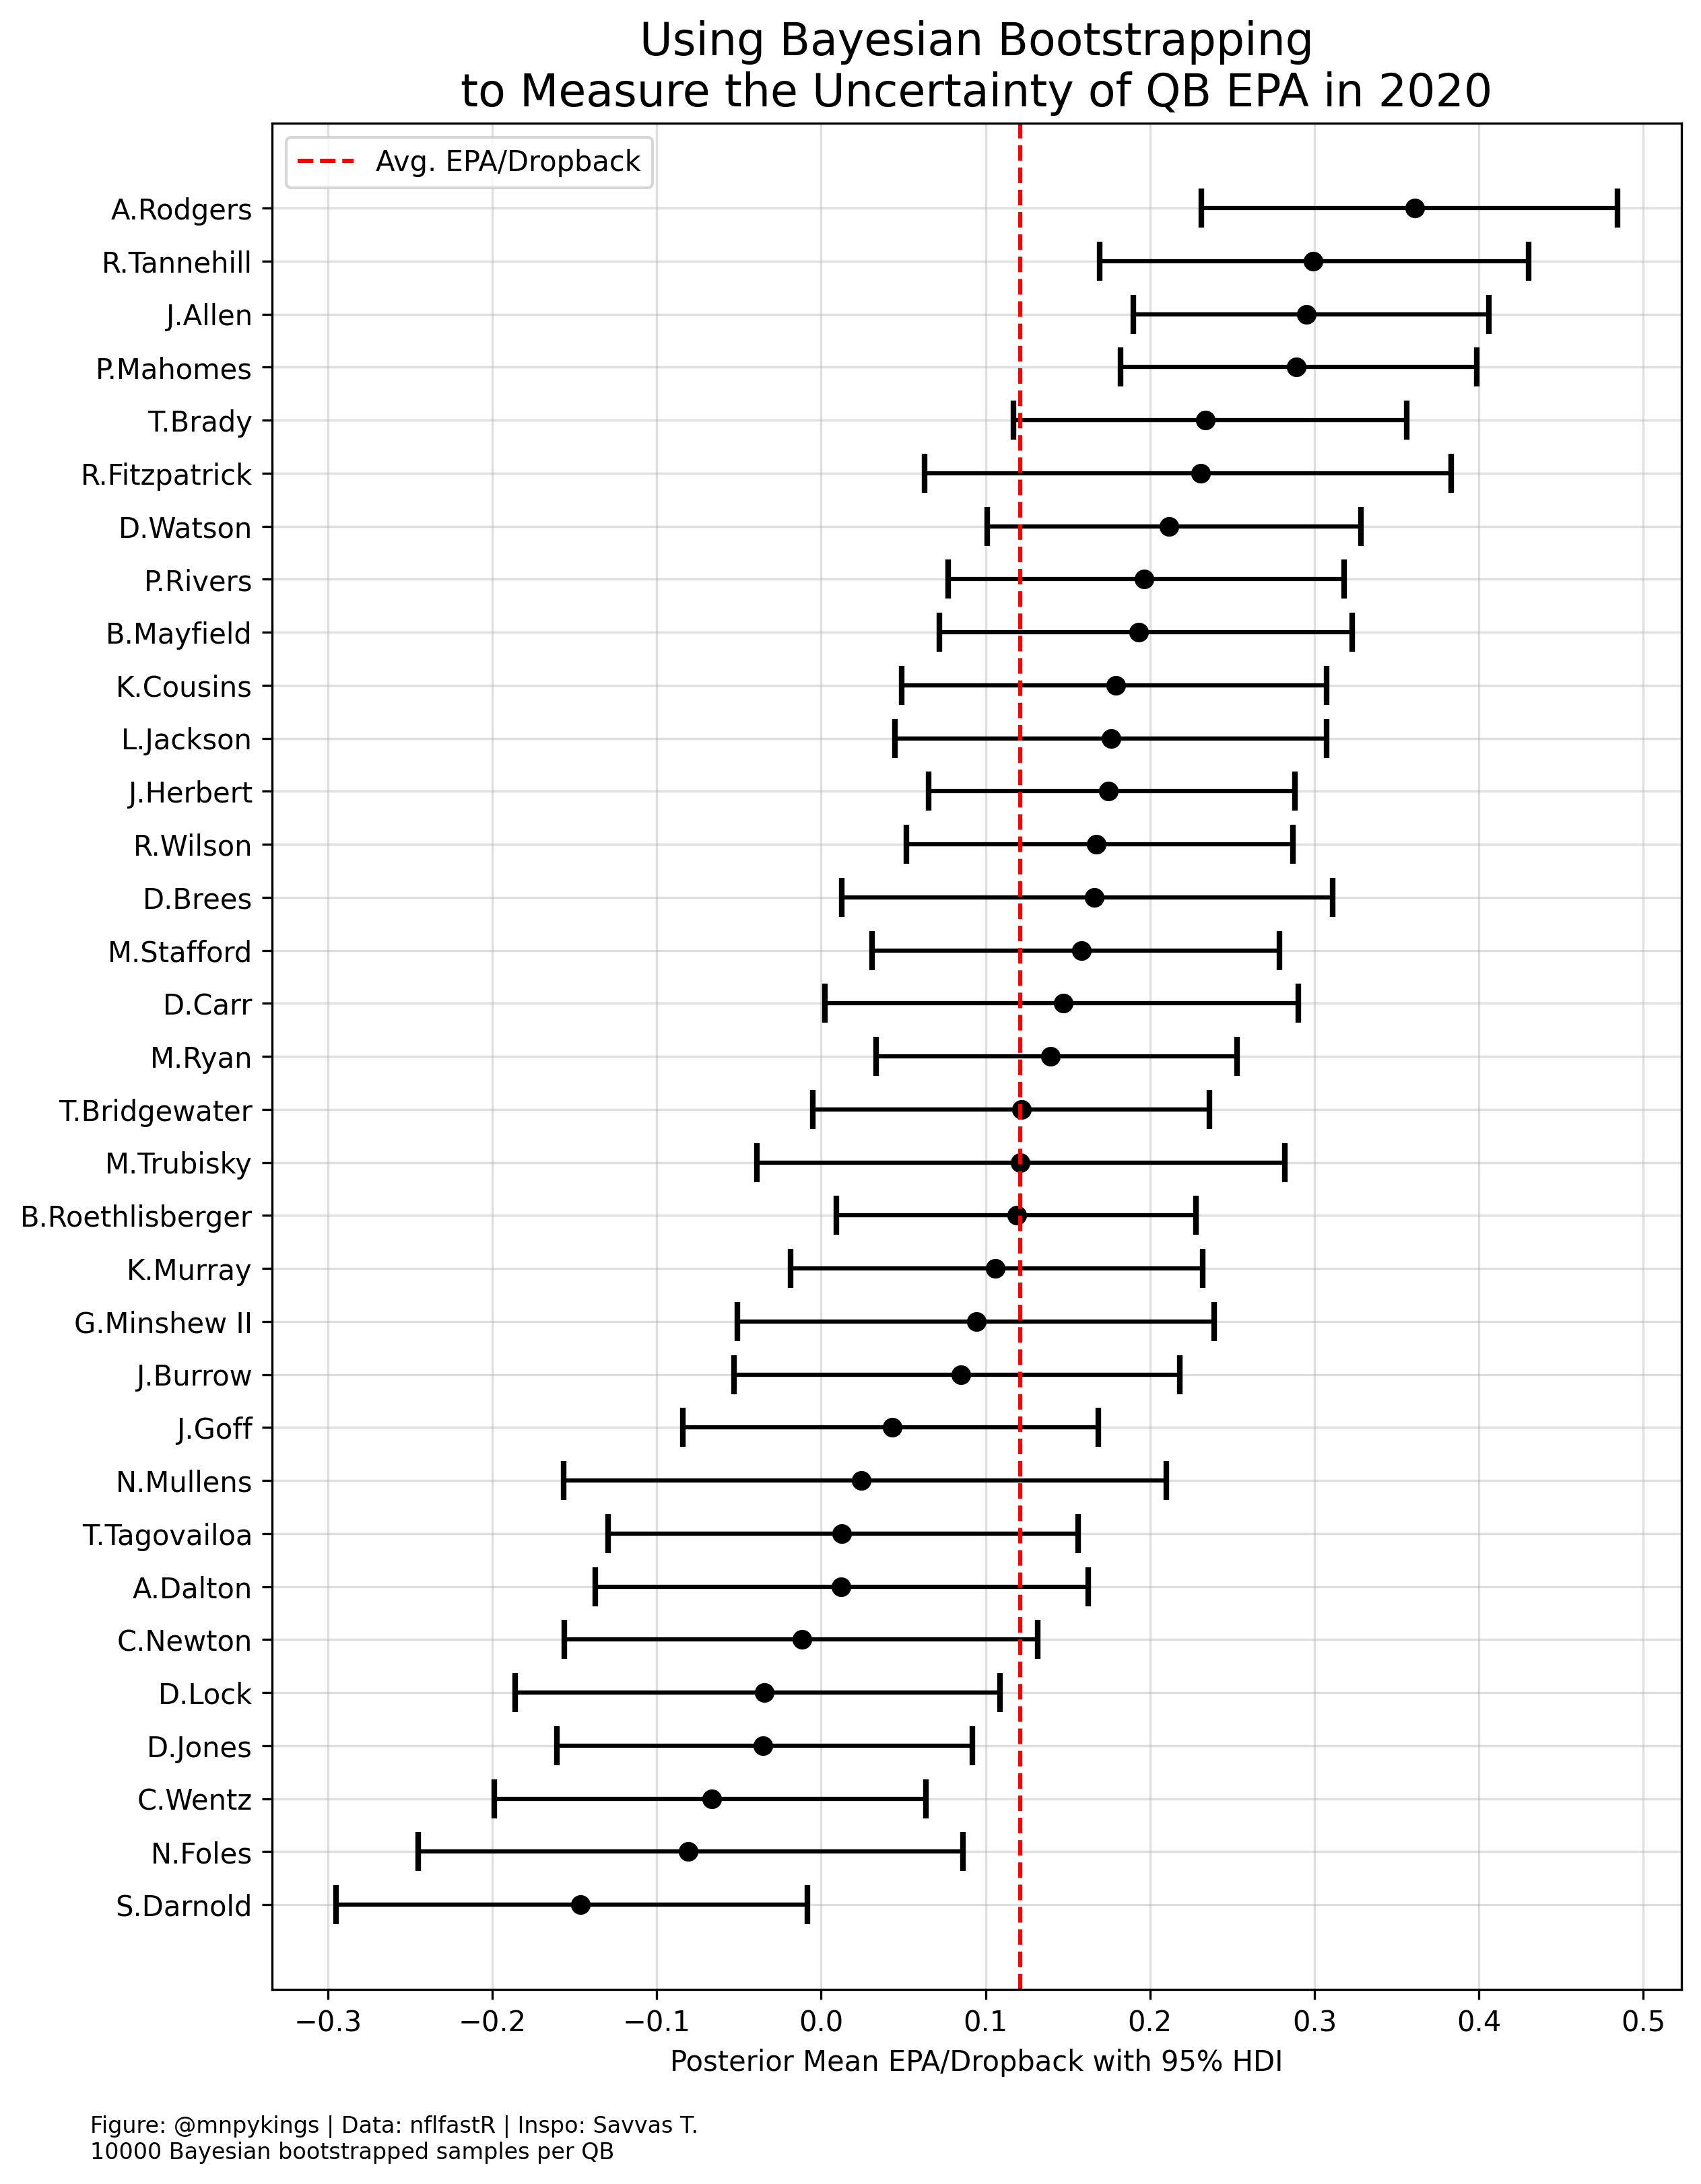 Using Bayesian Bootstrapping
to Measure the Uncertainty of QB EPA in 2020
Avg. EPA/Dropback
A.Rodgers
R.Tannehill
J.Allen
P.Mahomes
T.Brady
R.Fitzpatrick
D.Watson
P.Rivers
B.Mayfield
K.Cousins
L.Jackson
J.Herbert
R.Wilson
D.Brees
M.Stafford
D.Carr
M.Ryan
T.Bridgewater
M.Trubisky
B.Roethlisberger
K.Murray
G.Minshew II
J.Burrow
J.Goff
N.Mullens
T.Tagovailoa
A.Dalton
C.Newton
D.Lock
D.Jones
C.Wentz
N.Foles
S.Darnold
−0.3 −0.2 −0.1 0.0 0.1 0.2 0.3 0.4 0.5
Posterior Mean EPA/Dropback with 95% HDI
Figure: @mnpykings | Data: nflfastR | Inspo: Savvas T.
10000 Bayesian bootstrapped samples per QB